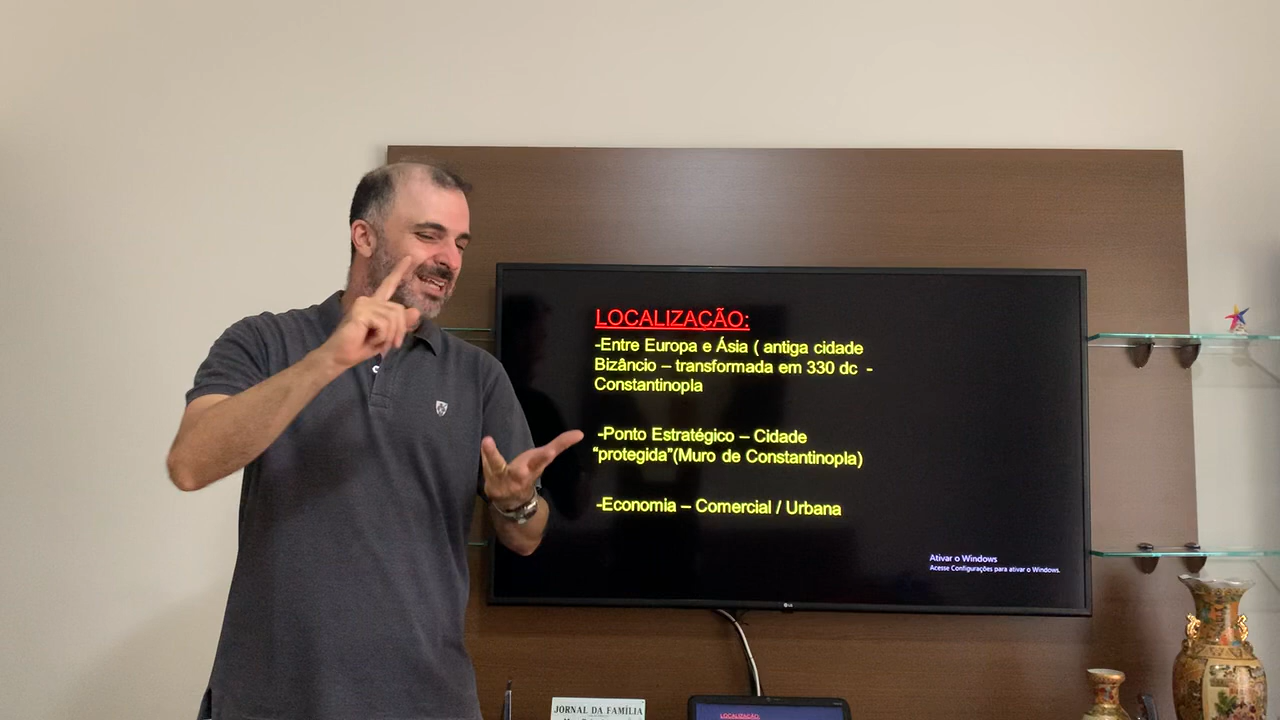 LOCALIZAÇÃO:
-Entre Europa e Ásia ( antiga cidade
Bizâncio – transformada em 330 dc -
Constantinopla
-Ponto Estratégico – Cidade
“protegida”(Muro de Constantinopla)
-Economia – Comercial / Urbana
Ativar o Windows
Acesse Configurações para ativar o Windows.
LG
JORNAL DA FAMÍLIA
LOCALIZAÇÃO: